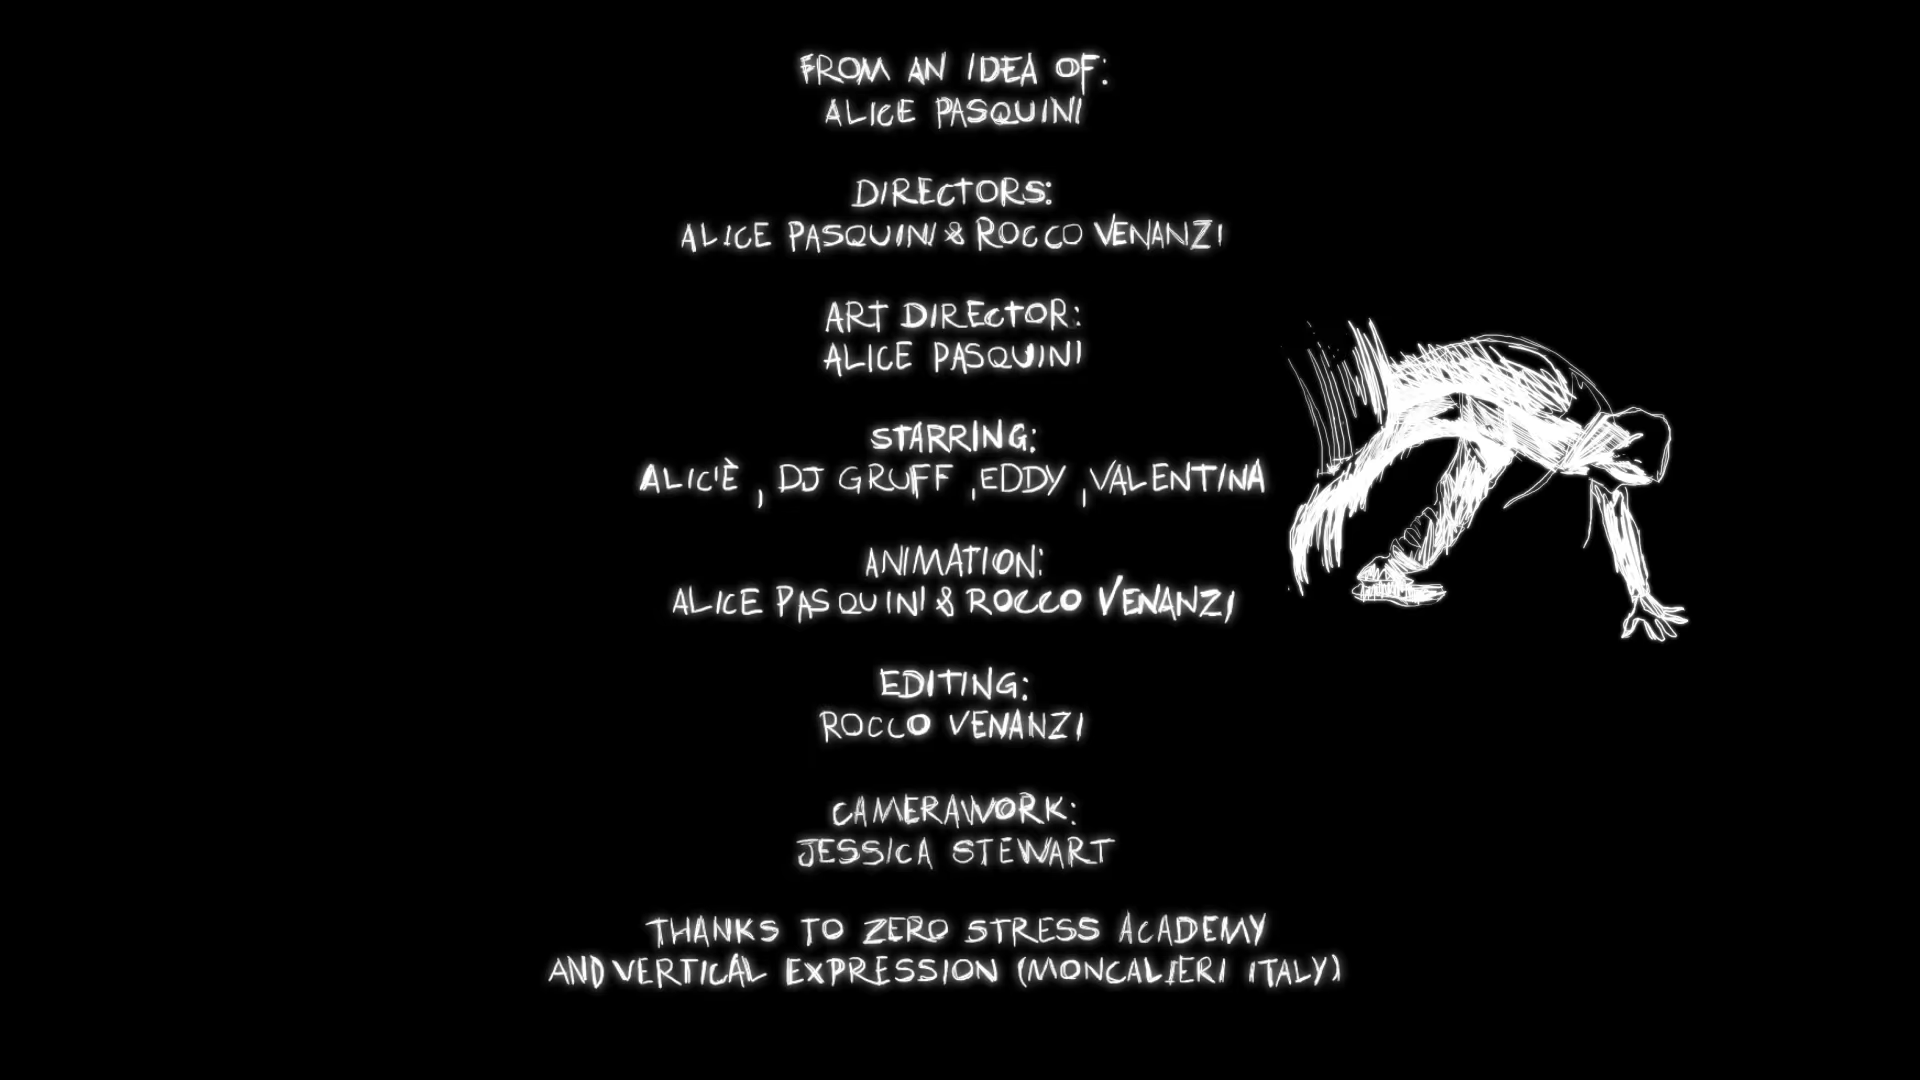 FROM AN IDEA OF:
ALICE PASQUINI
DIRECTORS:
ALICE PASQUINI & ROCCO VENANZI
ART DIRECTOR:
ALICE PASQUINI
STARRING:
ALIC'È , DJ GRUFF , EDDY , VALENTINA
ANIMATION:
ALICE PASQUINI & ROCCO VENANZI
EDITING:
ROCCO VENANZI
CAMERAWORK:
JESSICA STEWART
THANKS TO ZERO STRESS ACADEMY
AND VERTICAL EXPRESSION (MONCALIERI ITALY)